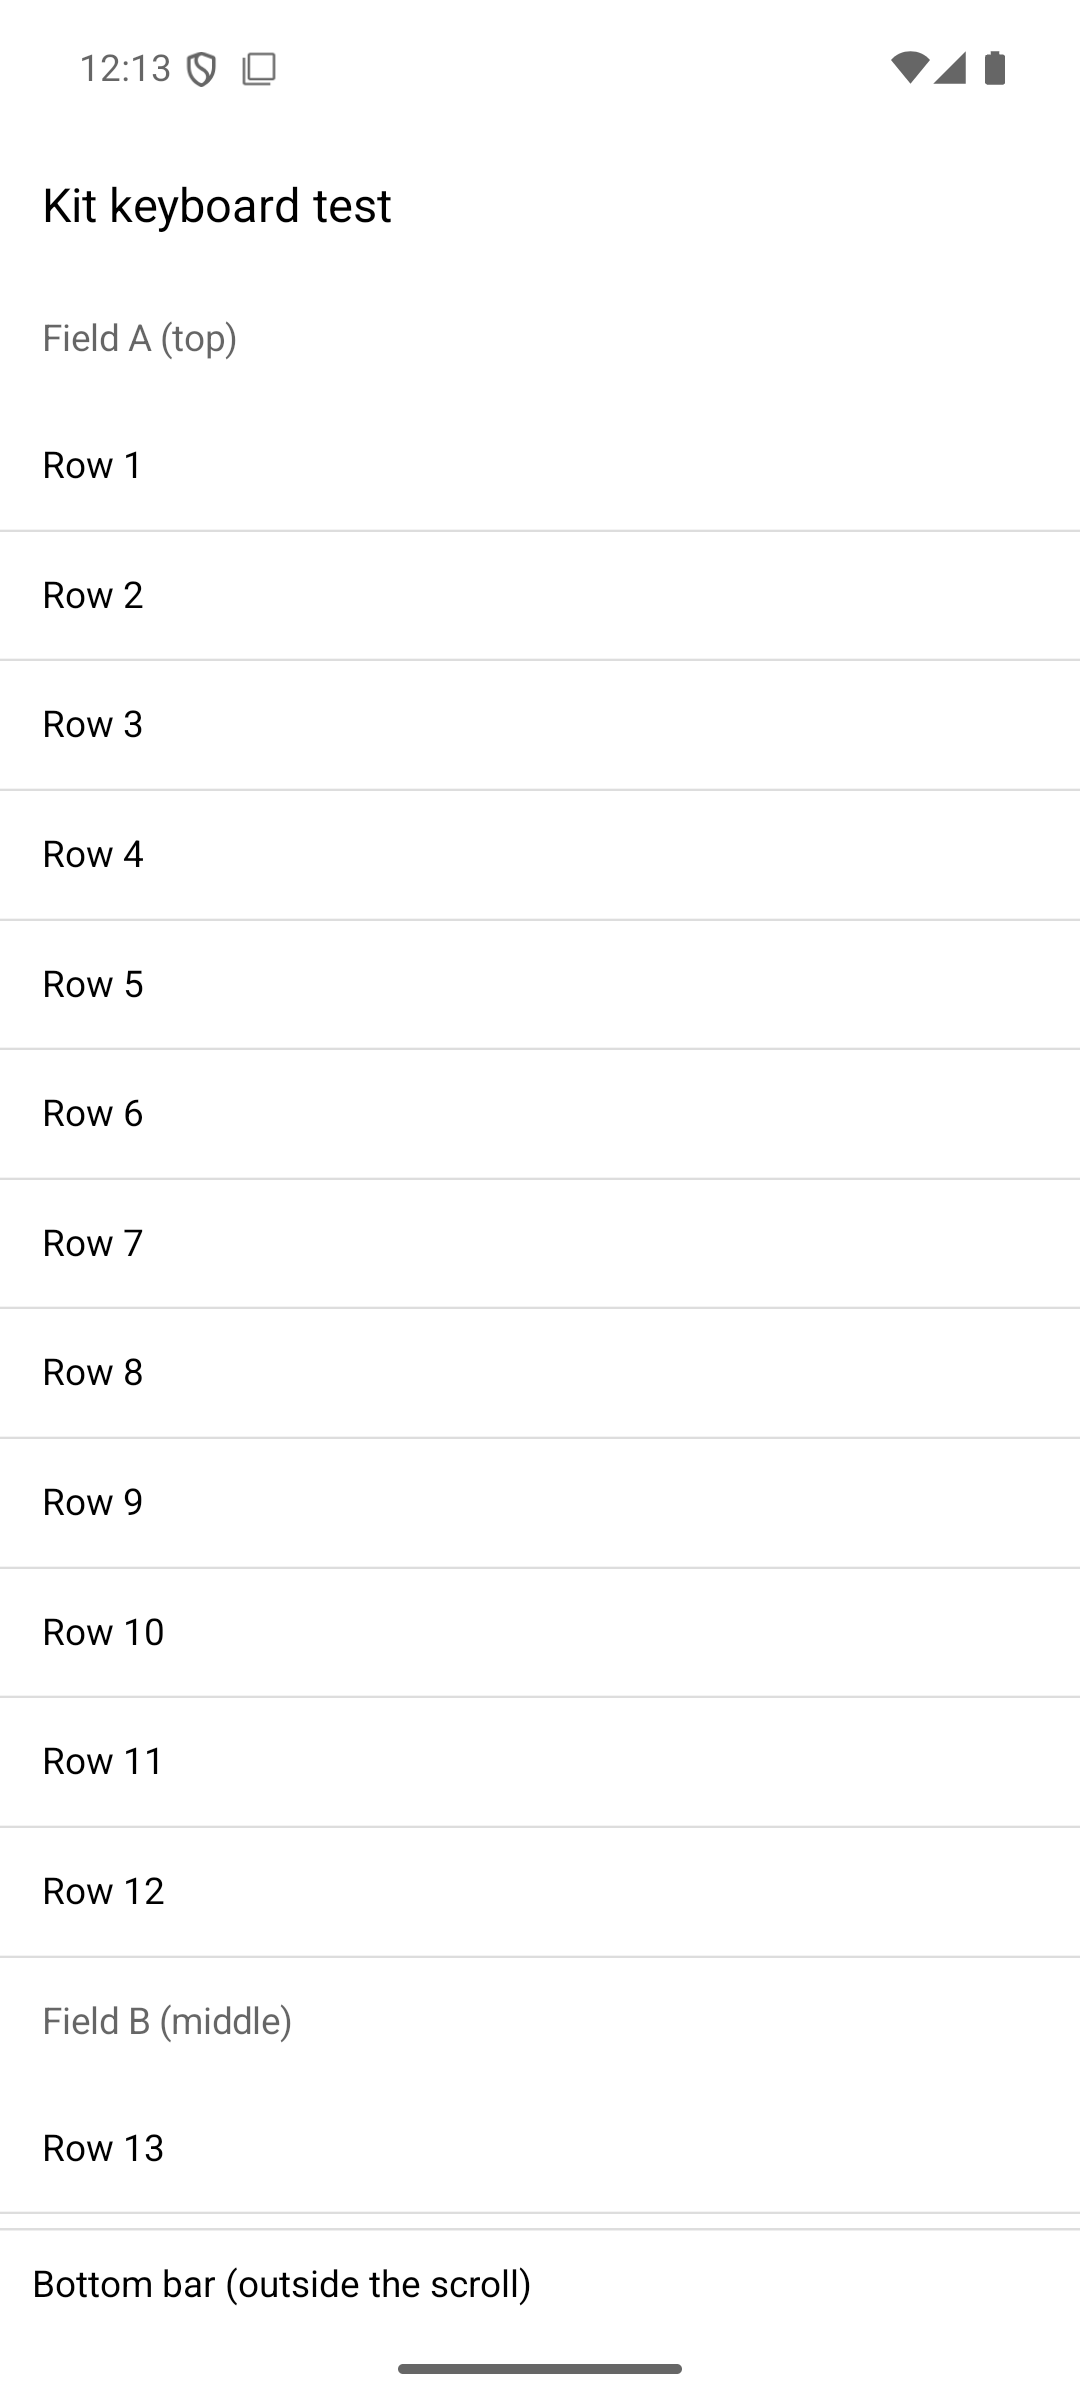 12:13
Kit keyboard test
Field A (top)
Row 1
Row 2
Row 3
Row 4
Row 5
Row 6
Row 7
Row 8
Row 9
Row 10
Row 11
Row 12
Field B (middle)
Row 13
Bottom bar (outside the scroll)